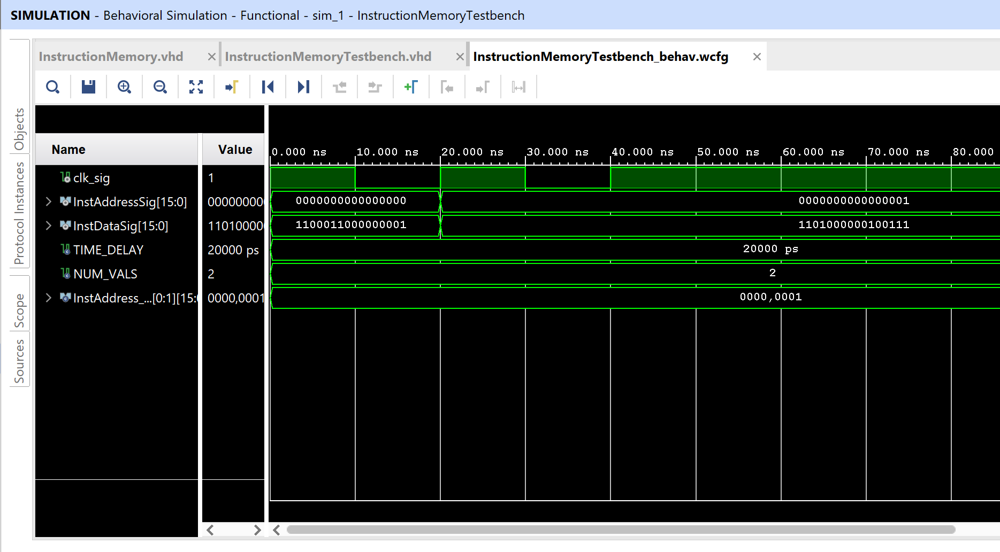 SIMULATION - Behavioral Simulation - Functional - sim_1 - InstructionMemoryTestbench
InstructionMemory.vhd × InstructionMemoryTestbench.vhd × InstructionMemoryTestbench_behav.wcfg ×
Objects
Protocol Instances
Scope
Sources
Name Value
0.000 ns 10.000 ns 20.000 ns 30.000 ns 40.000 ns 50.000 ns 60.000 ns 70.000 ns 80.000
clk_sig 1
InstAddressSig[15:0] 000000000 0000000000000000 0000000000000001
InstDataSig[15:0] 11010000 1100011000000001 1101000000100111
TIME_DELAY 20000 ps 20000 ps
NUM_VALS 2 2
InstAddress_...[0:1][15: 0000,0001 0000,0001